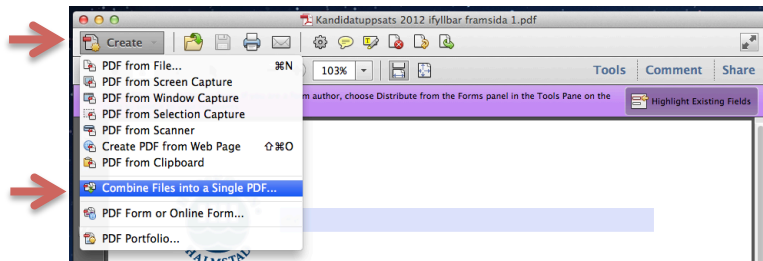 Kandidatuppsats 2012 ifyllbar framsida 1.pdf
Create
PDF from File... ⌘N
103% Tools Comment Share
PDF from Screen Capture
PDF from Window Capture
m author, choose Distribute from the Forms panel in the Tools Pane on the Highlight Existing Fields
PDF from Selection Capture
PDF from Scanner
Create PDF from Web Page ⇧⌘O
PDF from Clipboard
Combine Files into a Single PDF...
PDF Form or Online Form...
PDF Portfolio...
HALMSTAD